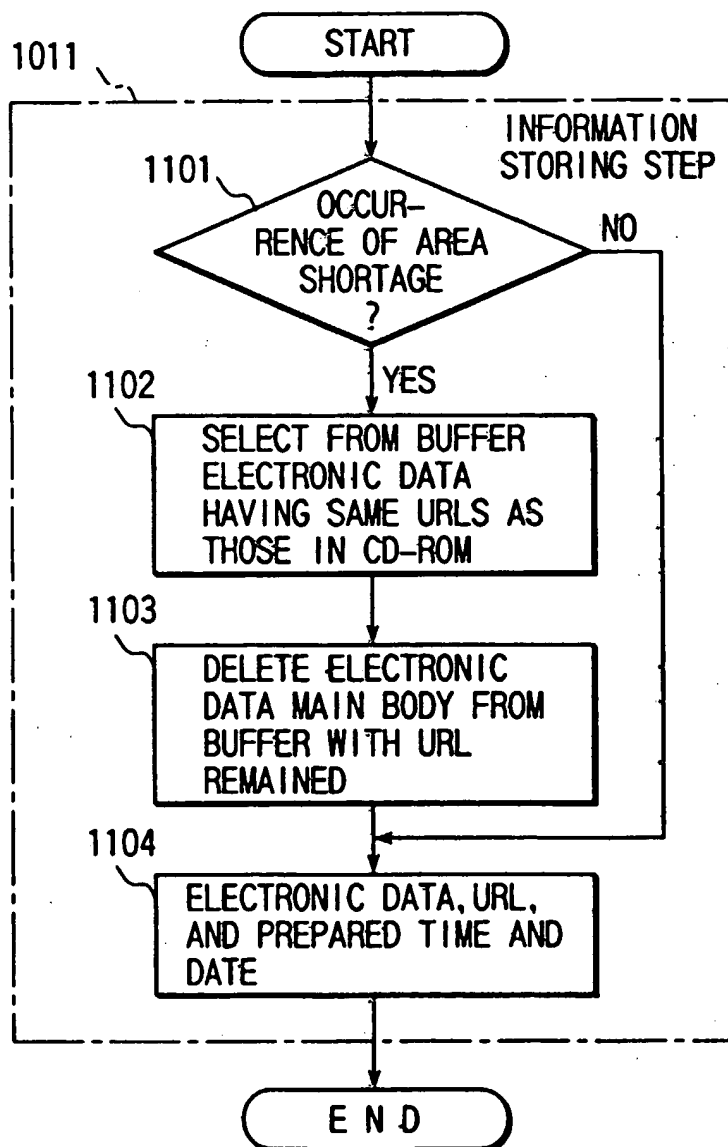 START
1011
INFORMATION
STORING STEP
1101
OCCUR-
RENCE OF AREA
SHORTAGE
?
NO
YES
1102
SELECT FROM BUFFER
ELECTRONIC DATA
HAVING SAME URLS AS
THOSE IN CD-ROM
1103
DELETE ELECTRONIC
DATA MAIN BODY FROM
BUFFER WITH URL
REMAINED
1104
ELECTRONIC DATA, URL,
AND PREPARED TIME AND
DATE
END